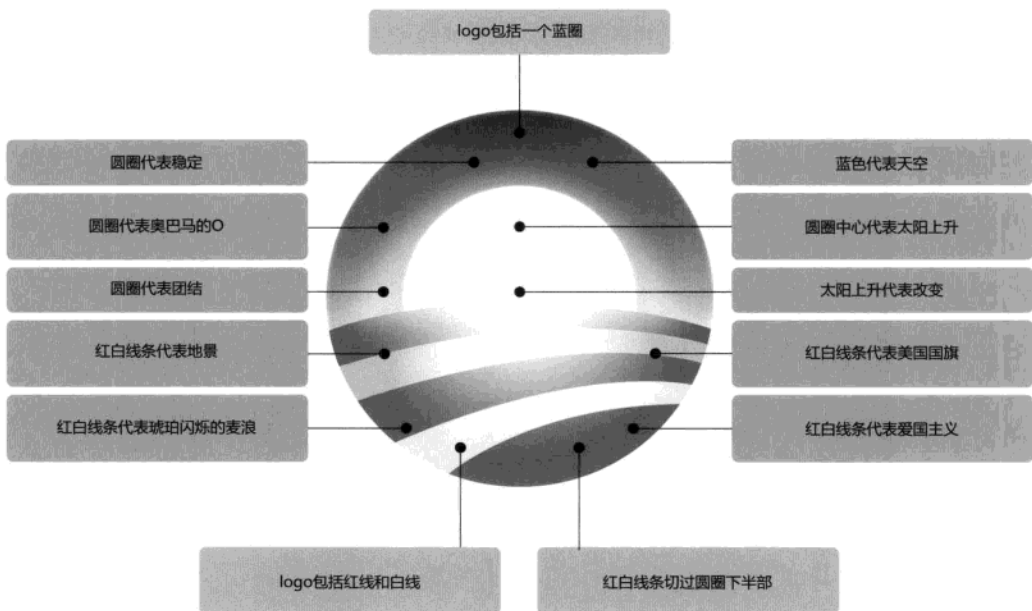 logo包括一个蓝圈
圆圈代表稳定
蓝色代表天空
圆圈代表奥巴马的O
圆圈中心代表太阳上升
圆圈代表团结
太阳上升代表改变
红白线条代表地景
红白线条代表美国国旗
红白线条代表琥珀闪烁的麦浪
红白线条代表爱国主义
logo包括红线和白线
红白线条切过圆圈下半部